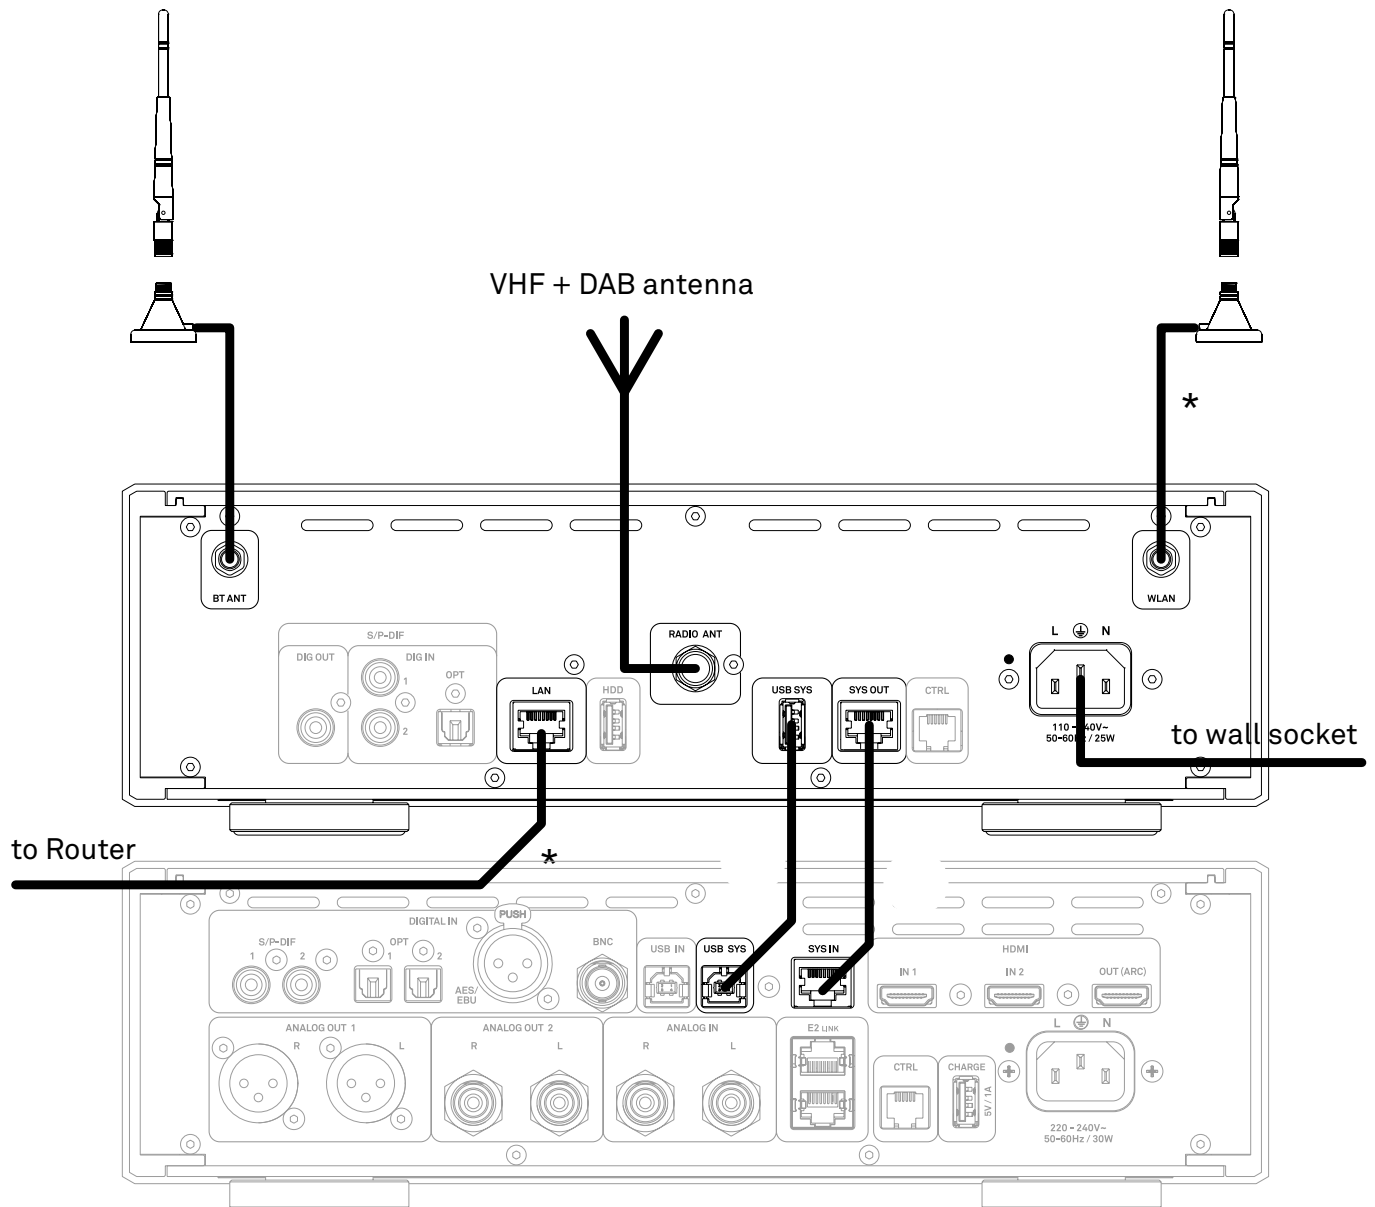 VHF + DAB antenna
*
BT ANT
WLAN
S/P-DIF
DIG OUT
DIG IN
1
2
OPT
LAN
HDD
RADIO ANT
USB SYS
SYS OUT
CTRL
L N
110 - 240V~
50-60Hz / 25W
to wall socket
to Router
*
DIGITAL IN
PUSH
S/P-DIF
1 2
OPT
1 2
AES/
EBU
BNC
USB IN
USB SYS
SYS IN
HDMI
IN 1
IN 2
OUT (ARC)
ANALOG OUT 1
R L
ANALOG OUT 2
R L
ANALOG IN
R L
E2 LINK
CTRL
CHARGE
5V / 1A
L N
220 - 240V~
50-60Hz / 30W